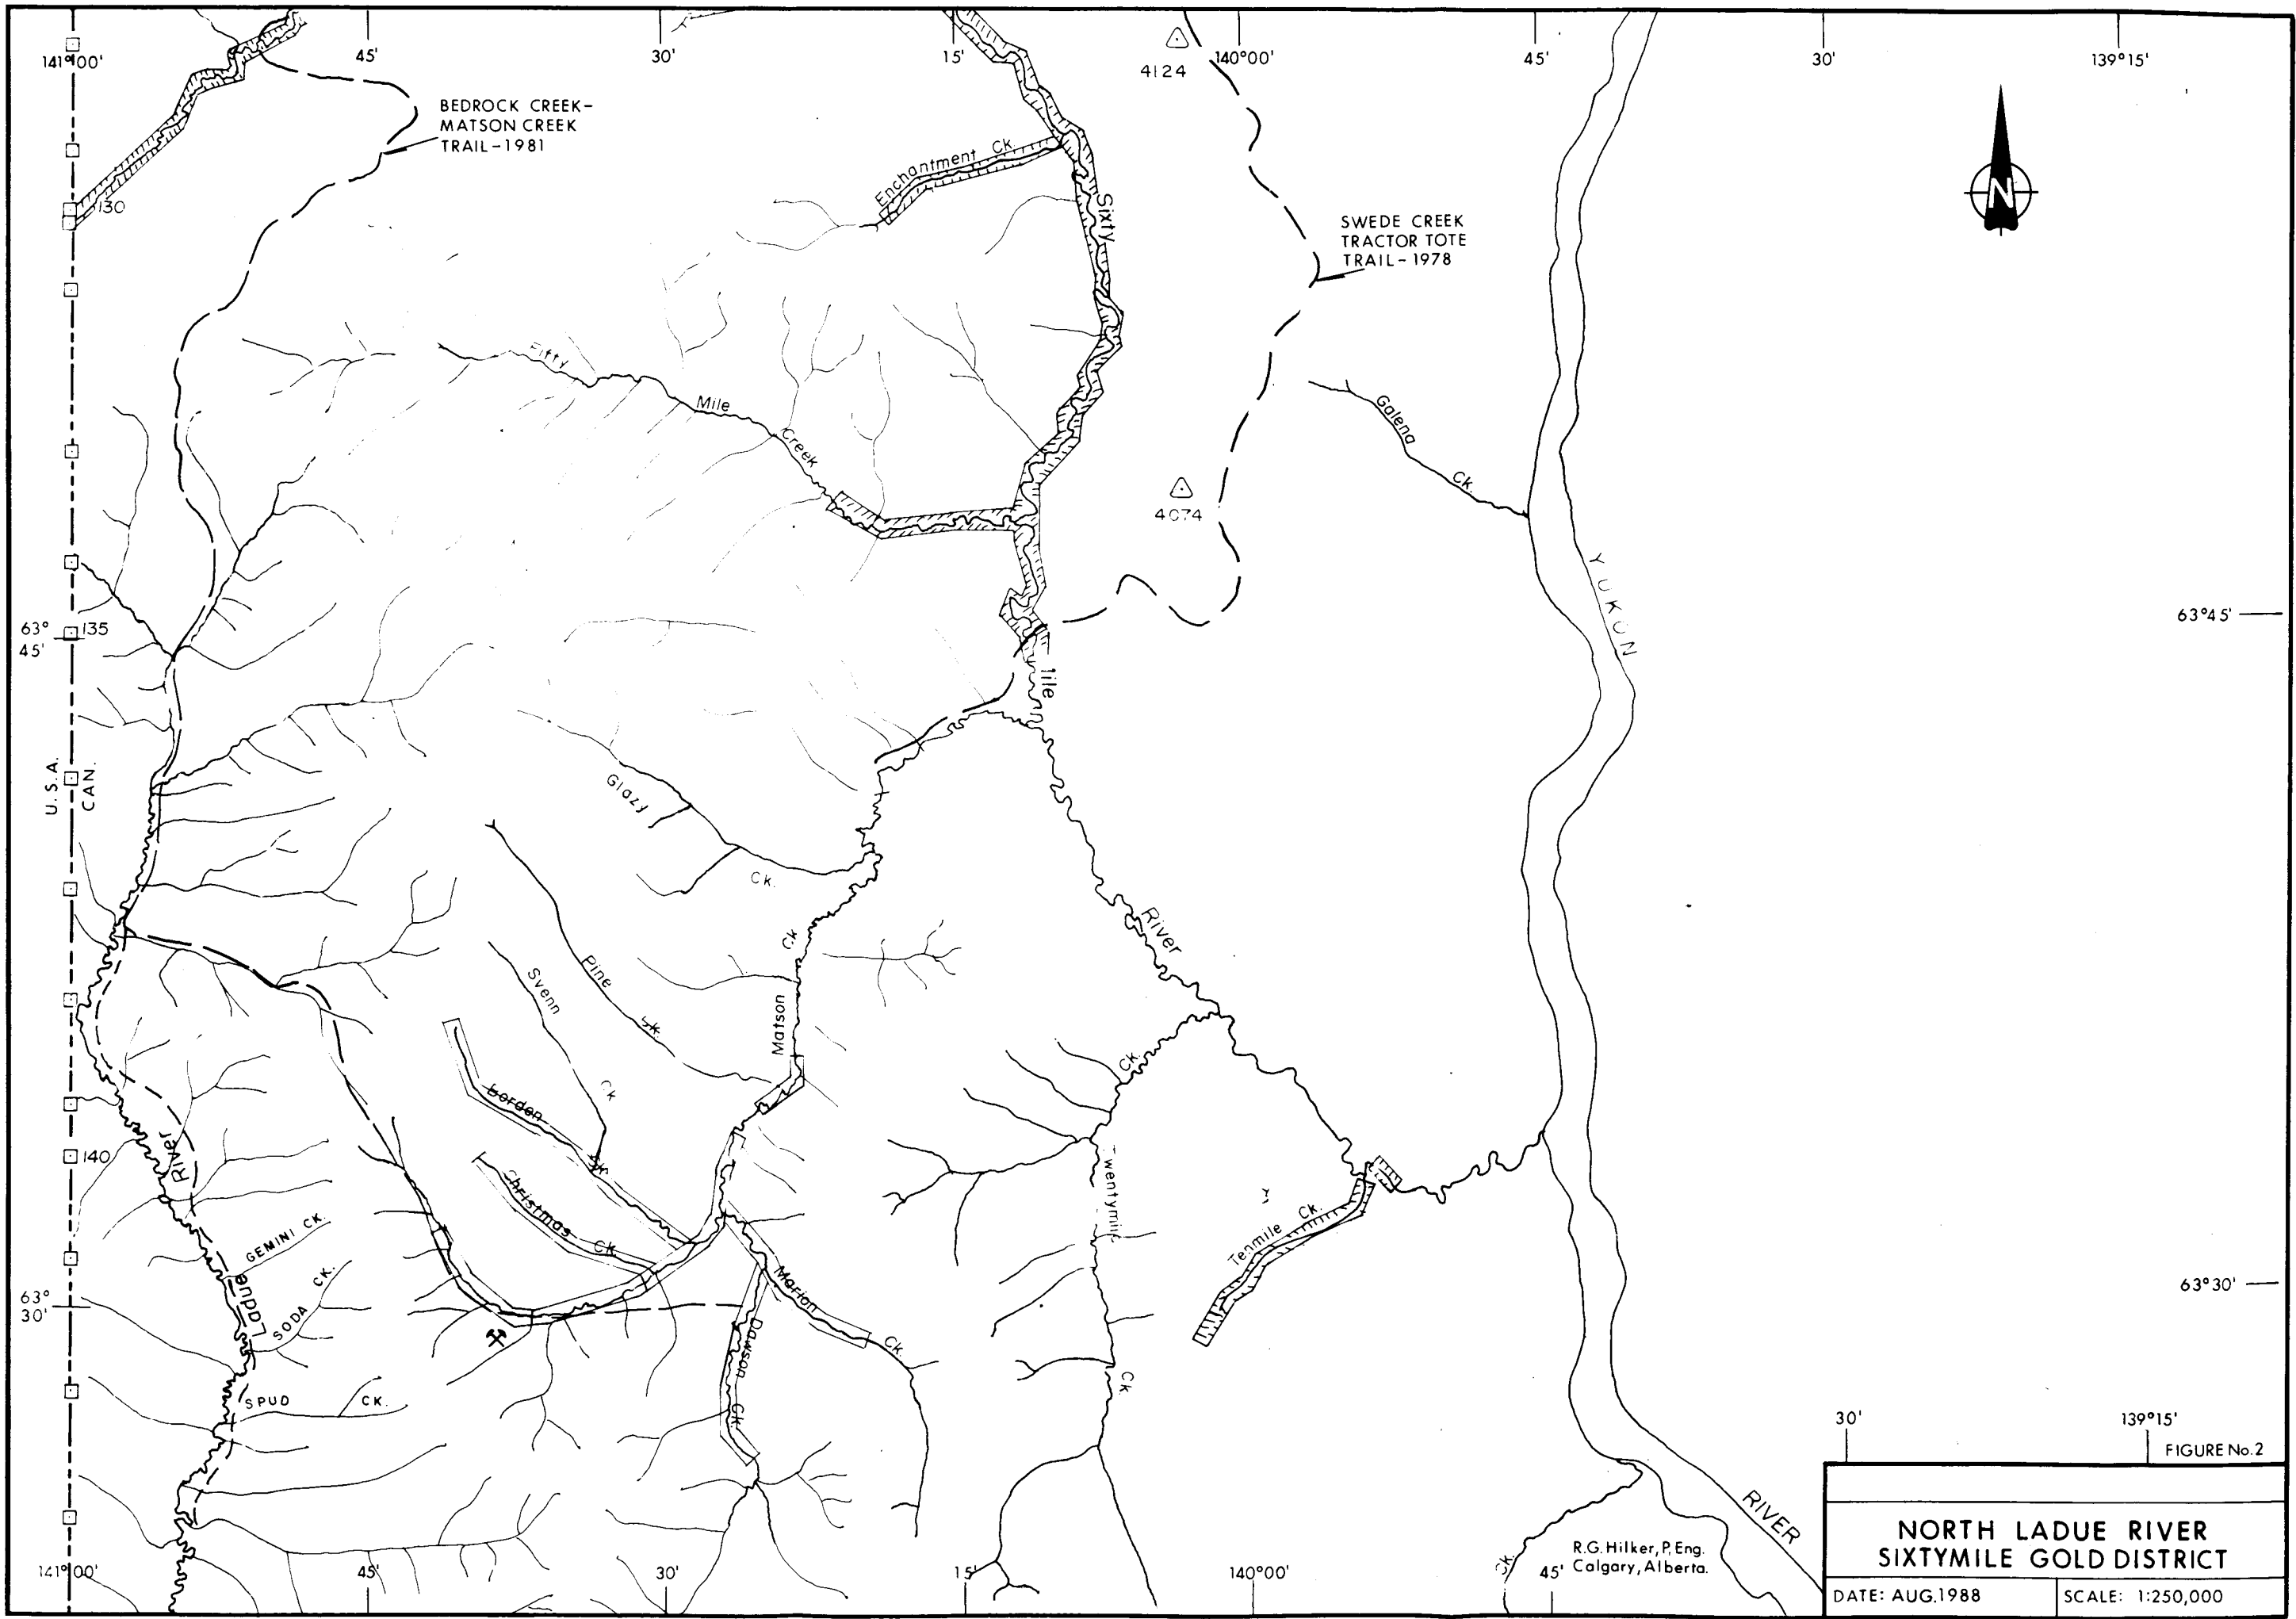 141°00'
45'
30'
15'
140°00'
45'
30'
139°15'
4124
BEDROCK CREEK-
MATSON CREEK
TRAIL-1981
N
Enchantment Ck.
130
Sixty
SWEDE CREEK
TRACTOR TOTE
TRAIL-1978
Fifty
Mile
Creek
Galena
Ck.
4074
YUKON
63°
45'
135
63°45'
U.S.A.
CAN.
Glazy
Ck.
River
Matson
Ck
Pine
Svenn
Ck
Borden
Ck.
140
River
Christmas
Ck
Twentymile
Ck
Tenmile
Ck.
GEMINI CK.
Ladue
SODA CK.
63°
30'
63°30'
Marion
Ck.
Dawson
Ck.
SPUD
CK.
30'
139°15'
FIGURE No.2
RIVER
NORTH LADUE RIVER
SIXTYMILE GOLD DISTRICT
DATE: AUG.1988
SCALE: 1:250,000
R.G.Hilker, P. Eng.
Calgary, Alberta.
Ck.
141°00'
45'
30'
15'
140°00'
45'